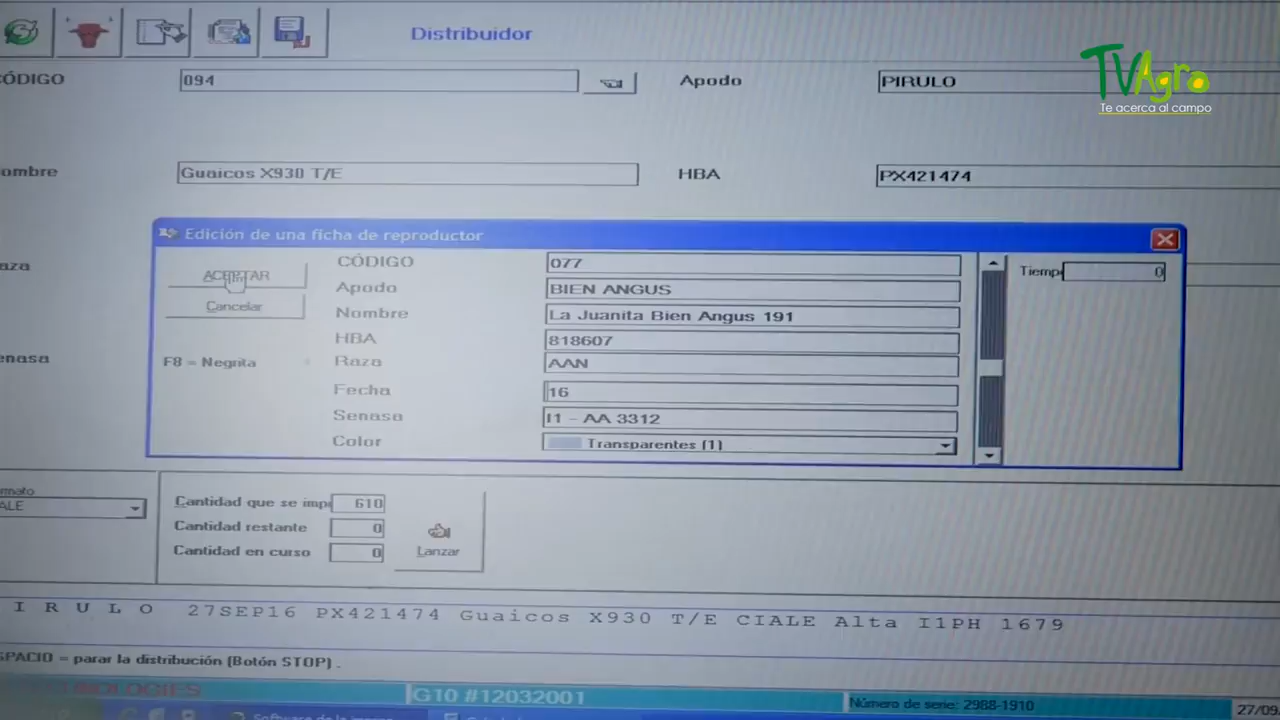 Distribuidor
TVAgro
Te acerca al campo
CÓDIGO 094 Apodo PIRULO
ombre Guaicos X930 T/E HBA PX421474
Edición de una ficha de reproductor
aza
ACEPTAR
Cancelar
F8 = Negrita
CÓDIGO 077
Apodo BIEN ANGUS
Nombre La Juanita Bien Angus 191
HBA 818607
Raza AAN
Fecha 16
Senasa I1 - AA 3312
Color Transparentes (1)
Tiemp 0
enasa
rmato
ALE
Cantidad que se imp 610
Cantidad restante 0
Cantidad en curso 0
Lanzar
I R U L O 27SEP16 PX421474 Guaicos X930 T/E CIALE Alta I1PH 1679
SPACIO = parar la distribución (Botón STOP) .
G10 #12032001
Número de serie: 2988-1910
27/09